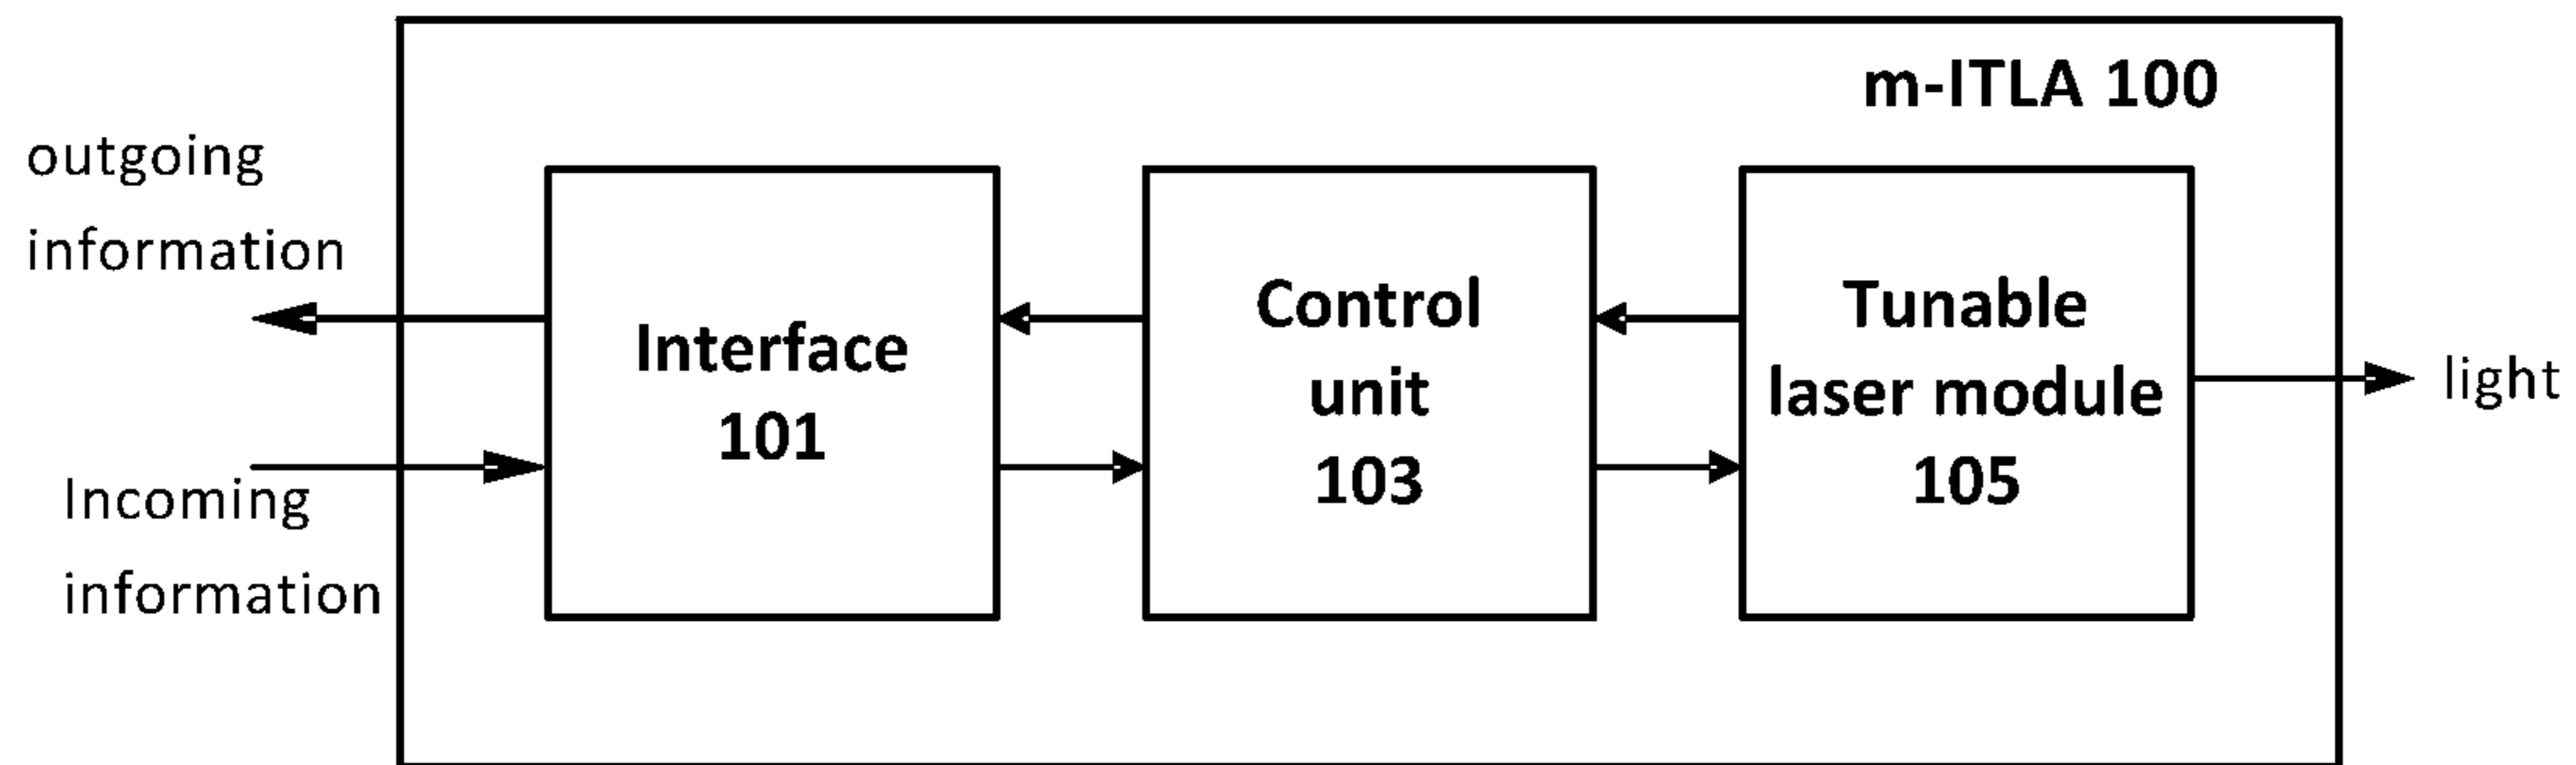 m-ITLA 100
outgoing
information
Interface
101
Control
unit
103
Tunable
laser module
105
light
Incoming
information